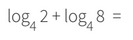 log₄ 2 + log₄ 8 =